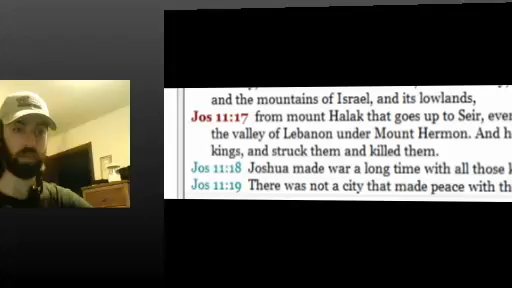 and the mountains of Israel, and its lowlands,
Jos 11:17 from mount Halak that goes up to Seir, even
the valley of Lebanon under Mount Hermon. And h
kings, and struck them and killed them.
Jos 11:18 Joshua made war a long time with all those k
Jos 11:19 There was not a city that made peace with th